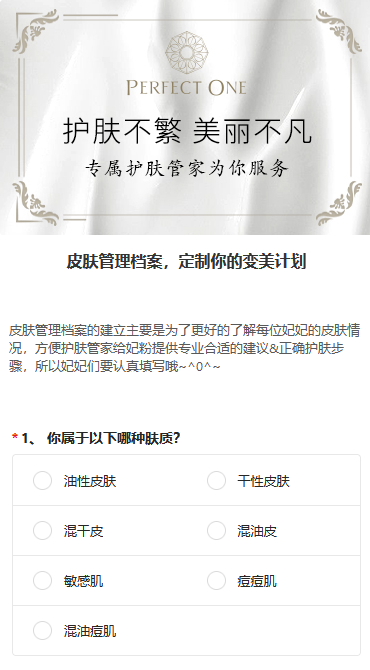 PERFECT ONE
护肤不繁 美丽不凡
专属护肤管家为你服务
皮肤管理档案，定制你的变美计划
皮肤管理档案的建立主要是为了更好的了解每位妃妃的皮肤情
况，方便护肤管家给妃粉提供专业合适的建议&正确护肤步
骤，所以妃妃们要认真填写哦~^0^~
* 1、 你属于以下哪种肤质？
油性皮肤 干性皮肤
混干皮 混油皮
敏感肌 痘痘肌
混油痘肌